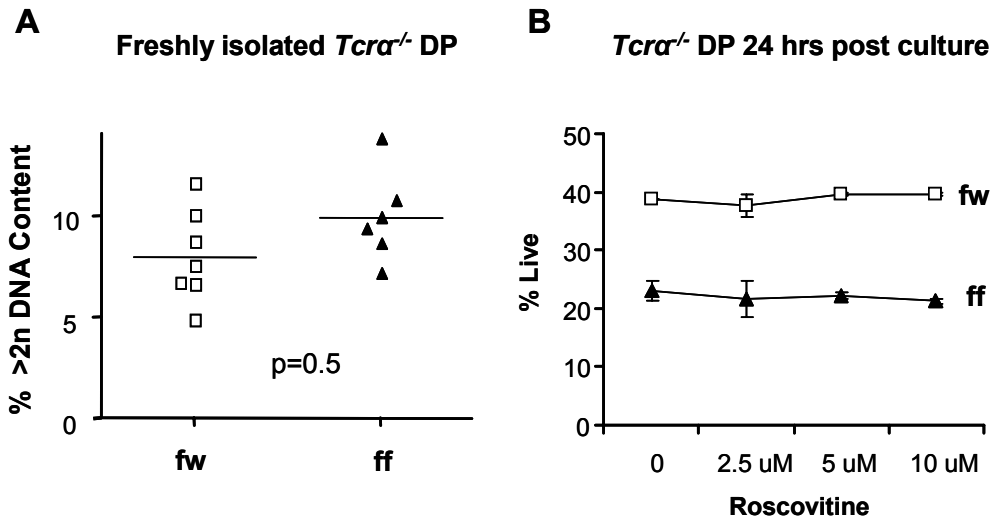 A
Freshly isolated Tcrα-/- DP
% >2n DNA Content
10
5
0
p=0.5
fw
ff
B
Tcrα-/- DP 24 hrs post culture
% Live
50
40
30
20
10
0
fw
ff
0 2.5 uM 5 uM 10 uM
Roscovitine